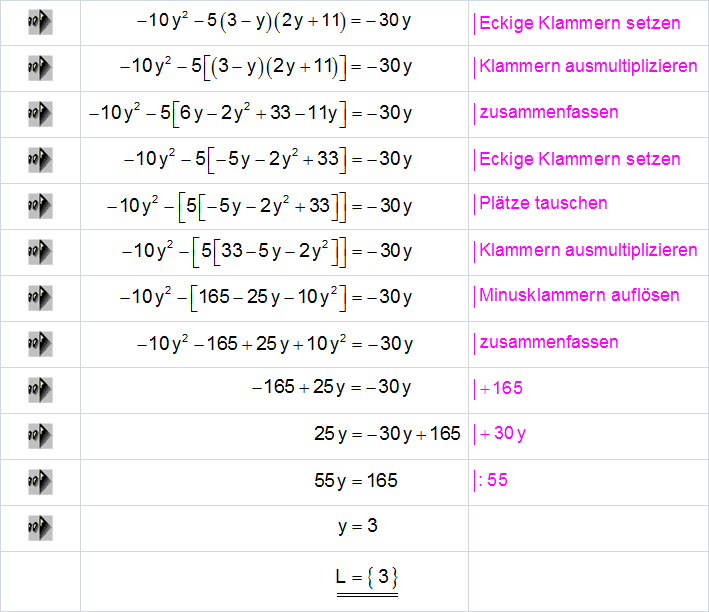 −10y² − 5(3 − y)(2y + 11) = −30y |Eckige Klammern setzen
−10y² − 5[(3 − y)(2y + 11)] = −30y |Klammern ausmultiplizieren
−10y² − 5[6y − 2y² + 33 − 11y] = −30y |zusammenfassen
−10y² − 5[−5y − 2y² + 33] = −30y |Eckige Klammern setzen
−10y² − [5[−5y − 2y² + 33]] = −30y |Plätze tauschen
−10y² − [5[33 − 5y − 2y²]] = −30y |Klammern ausmultiplizieren
−10y² − [165 − 25y − 10y²] = −30y |Minusklammern auflösen
−10y² − 165 + 25y + 10y² = −30y |zusammenfassen
−165 + 25y = −30y |+165
25y = −30y + 165 |+30y
55y = 165 |: 55
y = 3
L = {3}